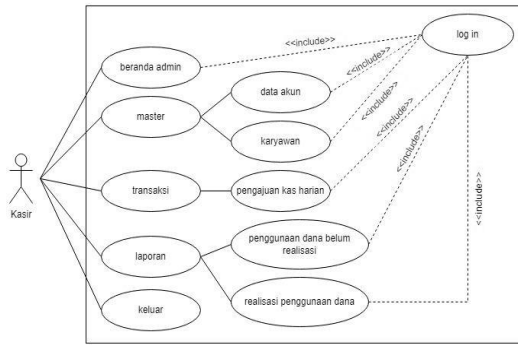 log in
<<include>>
beranda admin
<<include>>
data akun
master
<<include>>
karyawan
<<include>>
Kasir
transaksi
pengajuan kas harian
<<include>>
<<include>>
penggunaan dana belum
realisasi
laporan
realisasi penggunaan dana
keluar